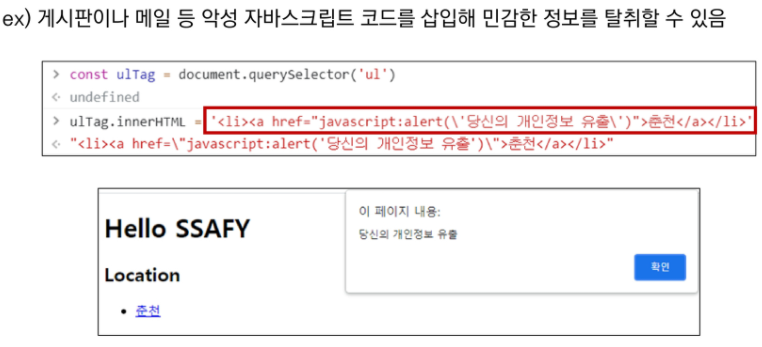 ex) 게시판이나 메일 등 악성 자바스크립트 코드를 삽입해 민감한 정보를 탈취할 수 있음
> const ulTag = document.querySelector('ul')
<· undefined
> ulTag.innerHTML = '<li><a href="javascript:alert(\'당신의 개인정보 유출\')">춘천</a></li>'
<· "<li><a href=\"javascript:alert('당신의 개인정보 유출')\">춘천</a></li>"
Hello SSAFY
Location
• 춘천
이 페이지 내용:
당신의 개인정보 유출
확인